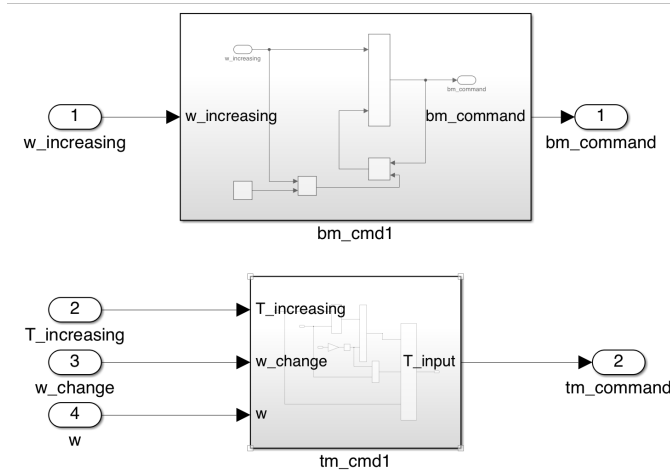 w_increasing
1
w_increasing
w_increasing
bm_command
bm_command
1
bm_command
bm_cmd1
2
T_increasing
T_increasing
3
w_change
w_change
T_input
2
tm_command
4
w
w
tm_cmd1